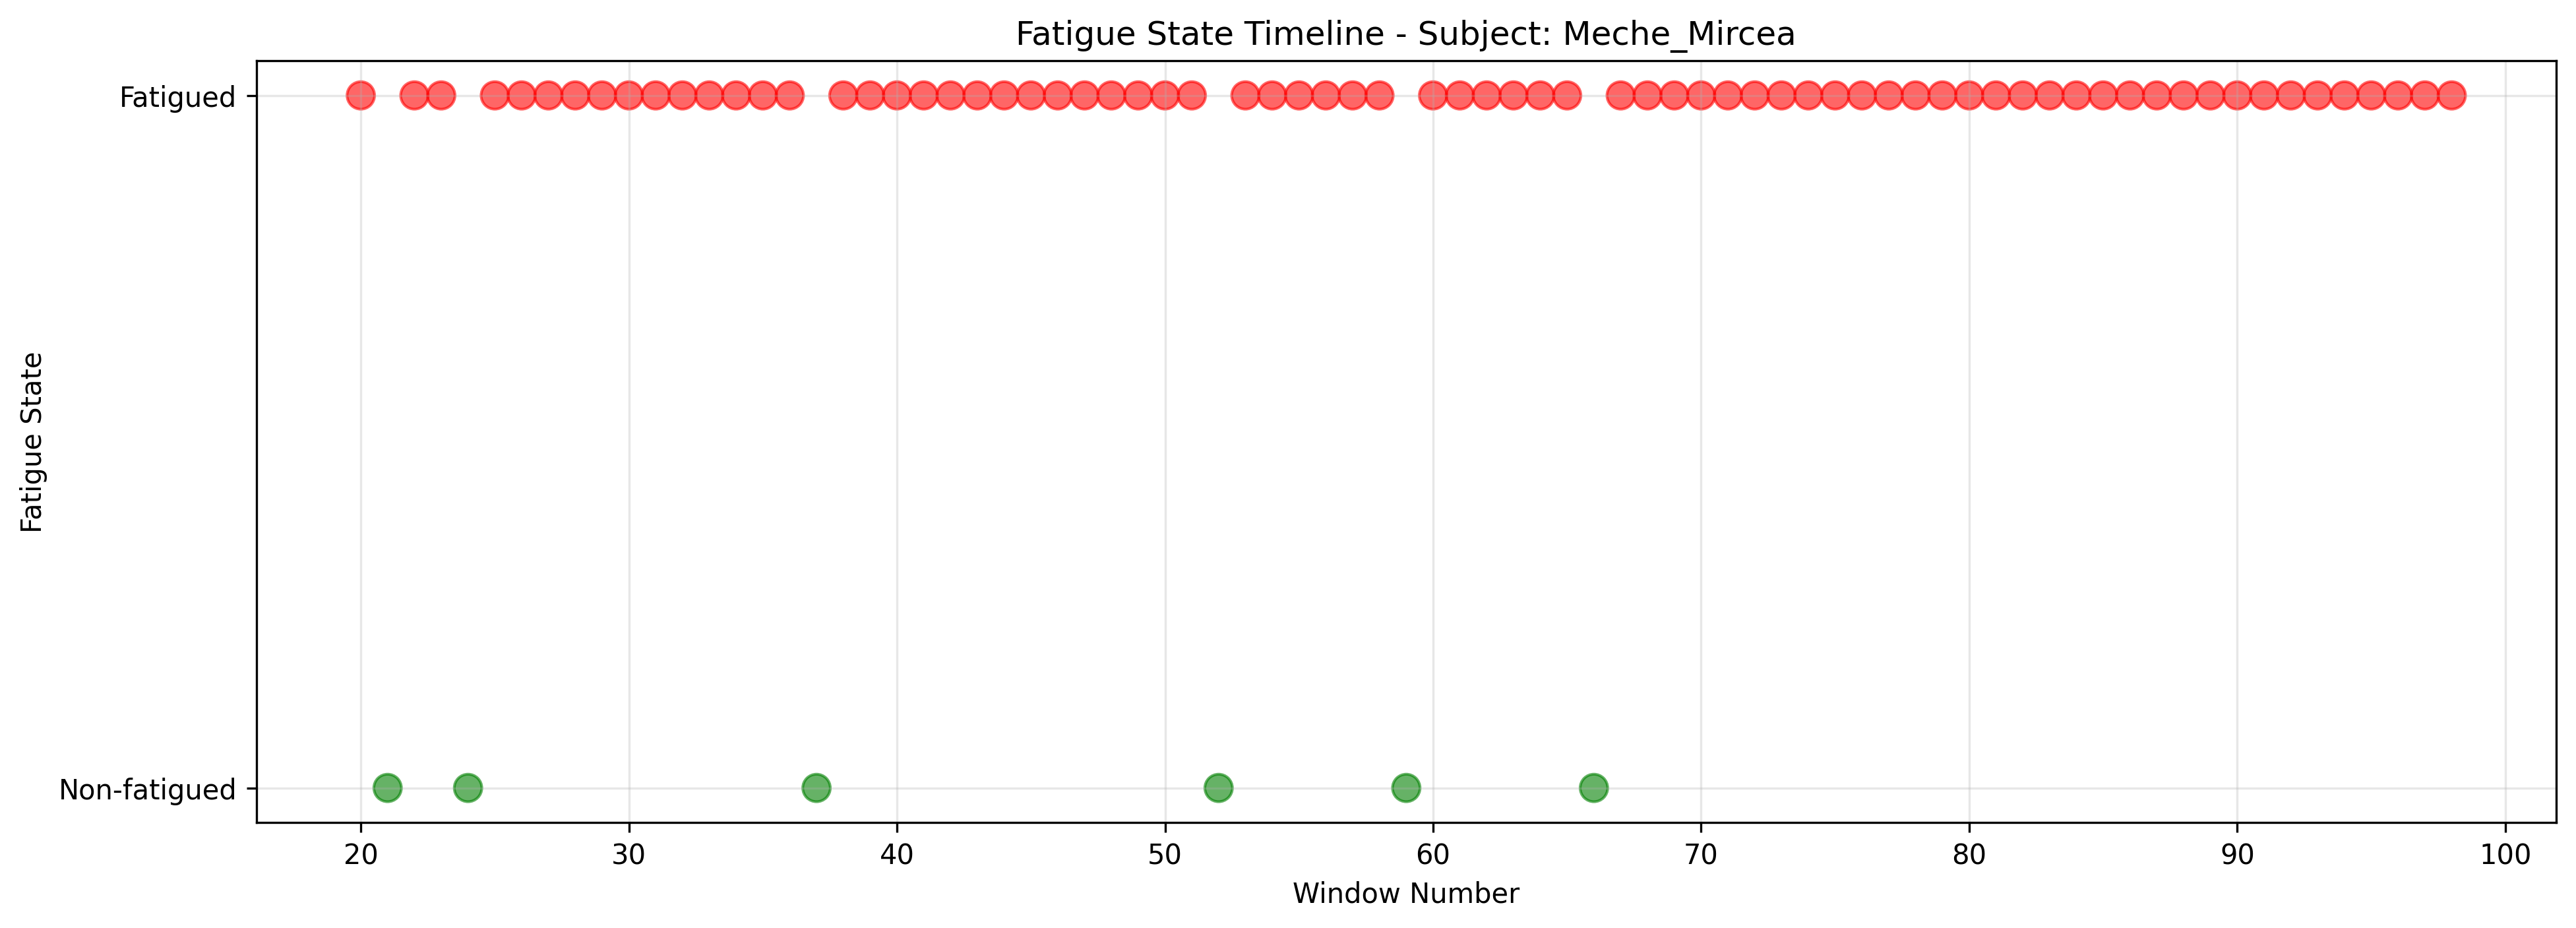 Fatigue State Timeline - Subject: Meche_Mircea
Fatigued
Fatigue State
Non-fatigued
20 30 40 50 60 70 80 90 100
Window Number